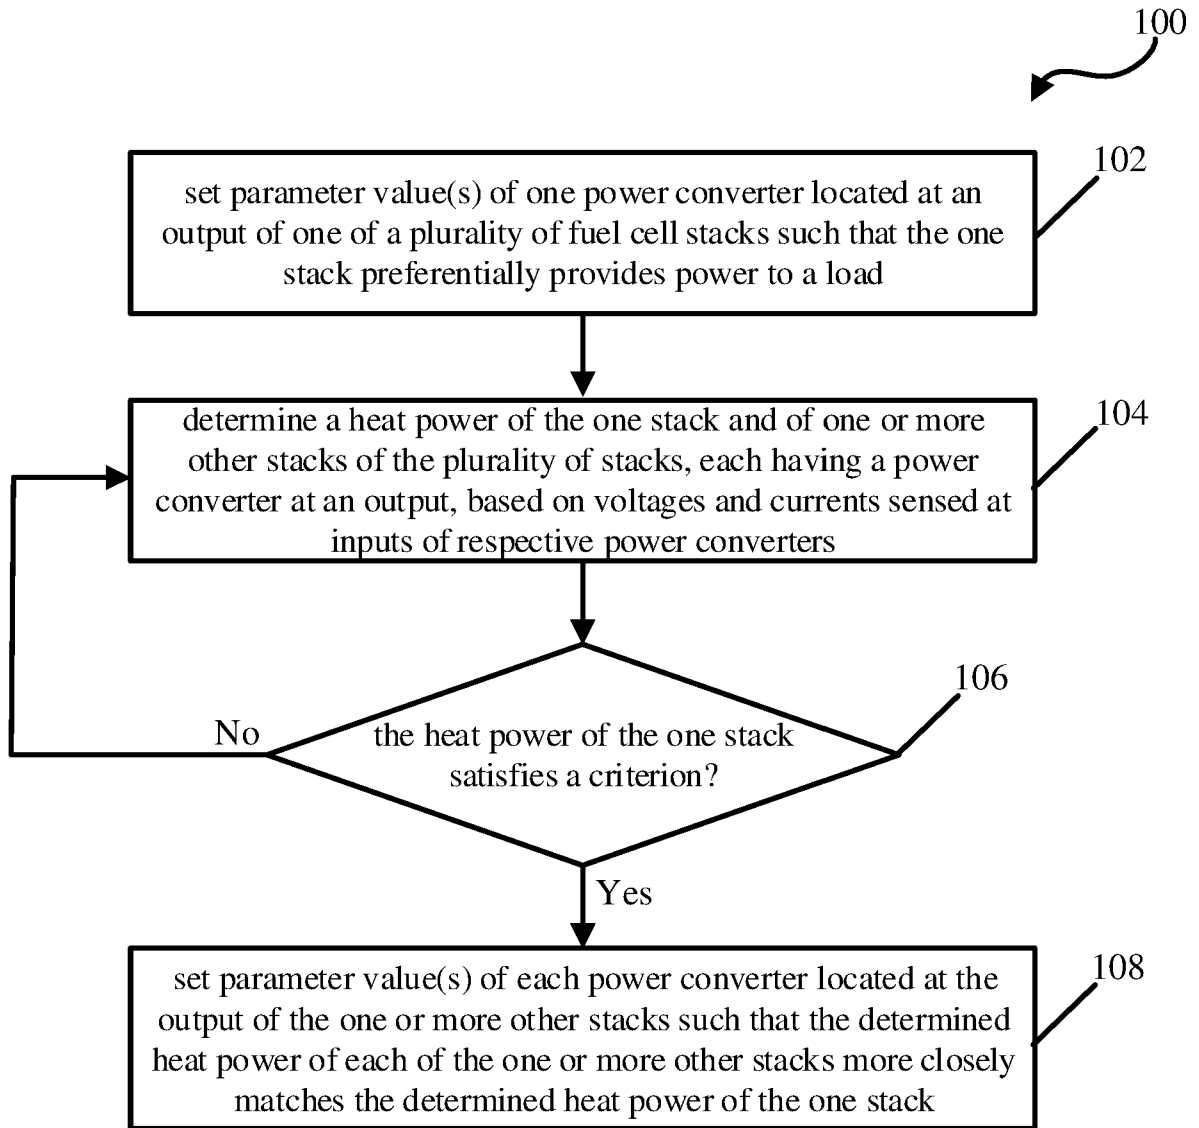 100
102
set parameter value(s) of one power converter located at an
output of one of a plurality of fuel cell stacks such that the one
stack preferentially provides power to a load
104
determine a heat power of the one stack and of one or more
other stacks of the plurality of stacks, each having a power
converter at an output, based on voltages and currents sensed at
inputs of respective power converters
106
No
the heat power of the one stack
satisfies a criterion?
Yes
108
set parameter value(s) of each power converter located at the
output of the one or more other stacks such that the determined
heat power of each of the one or more other stacks more closely
matches the determined heat power of the one stack